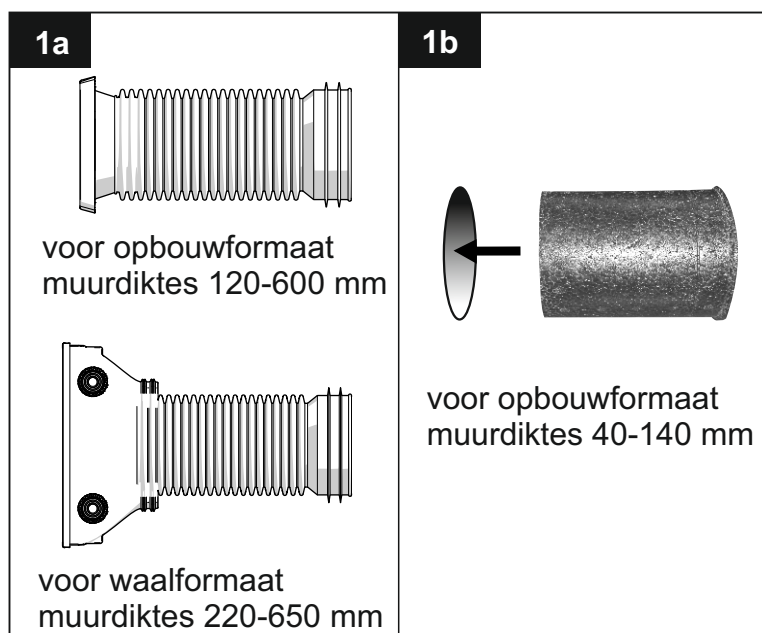 1a
voor opbouwformaat
muurdiktes 120-600 mm
voor waalformaat
muurdiktes 220-650 mm
1b
voor opbouwformaat
muurdiktes 40-140 mm